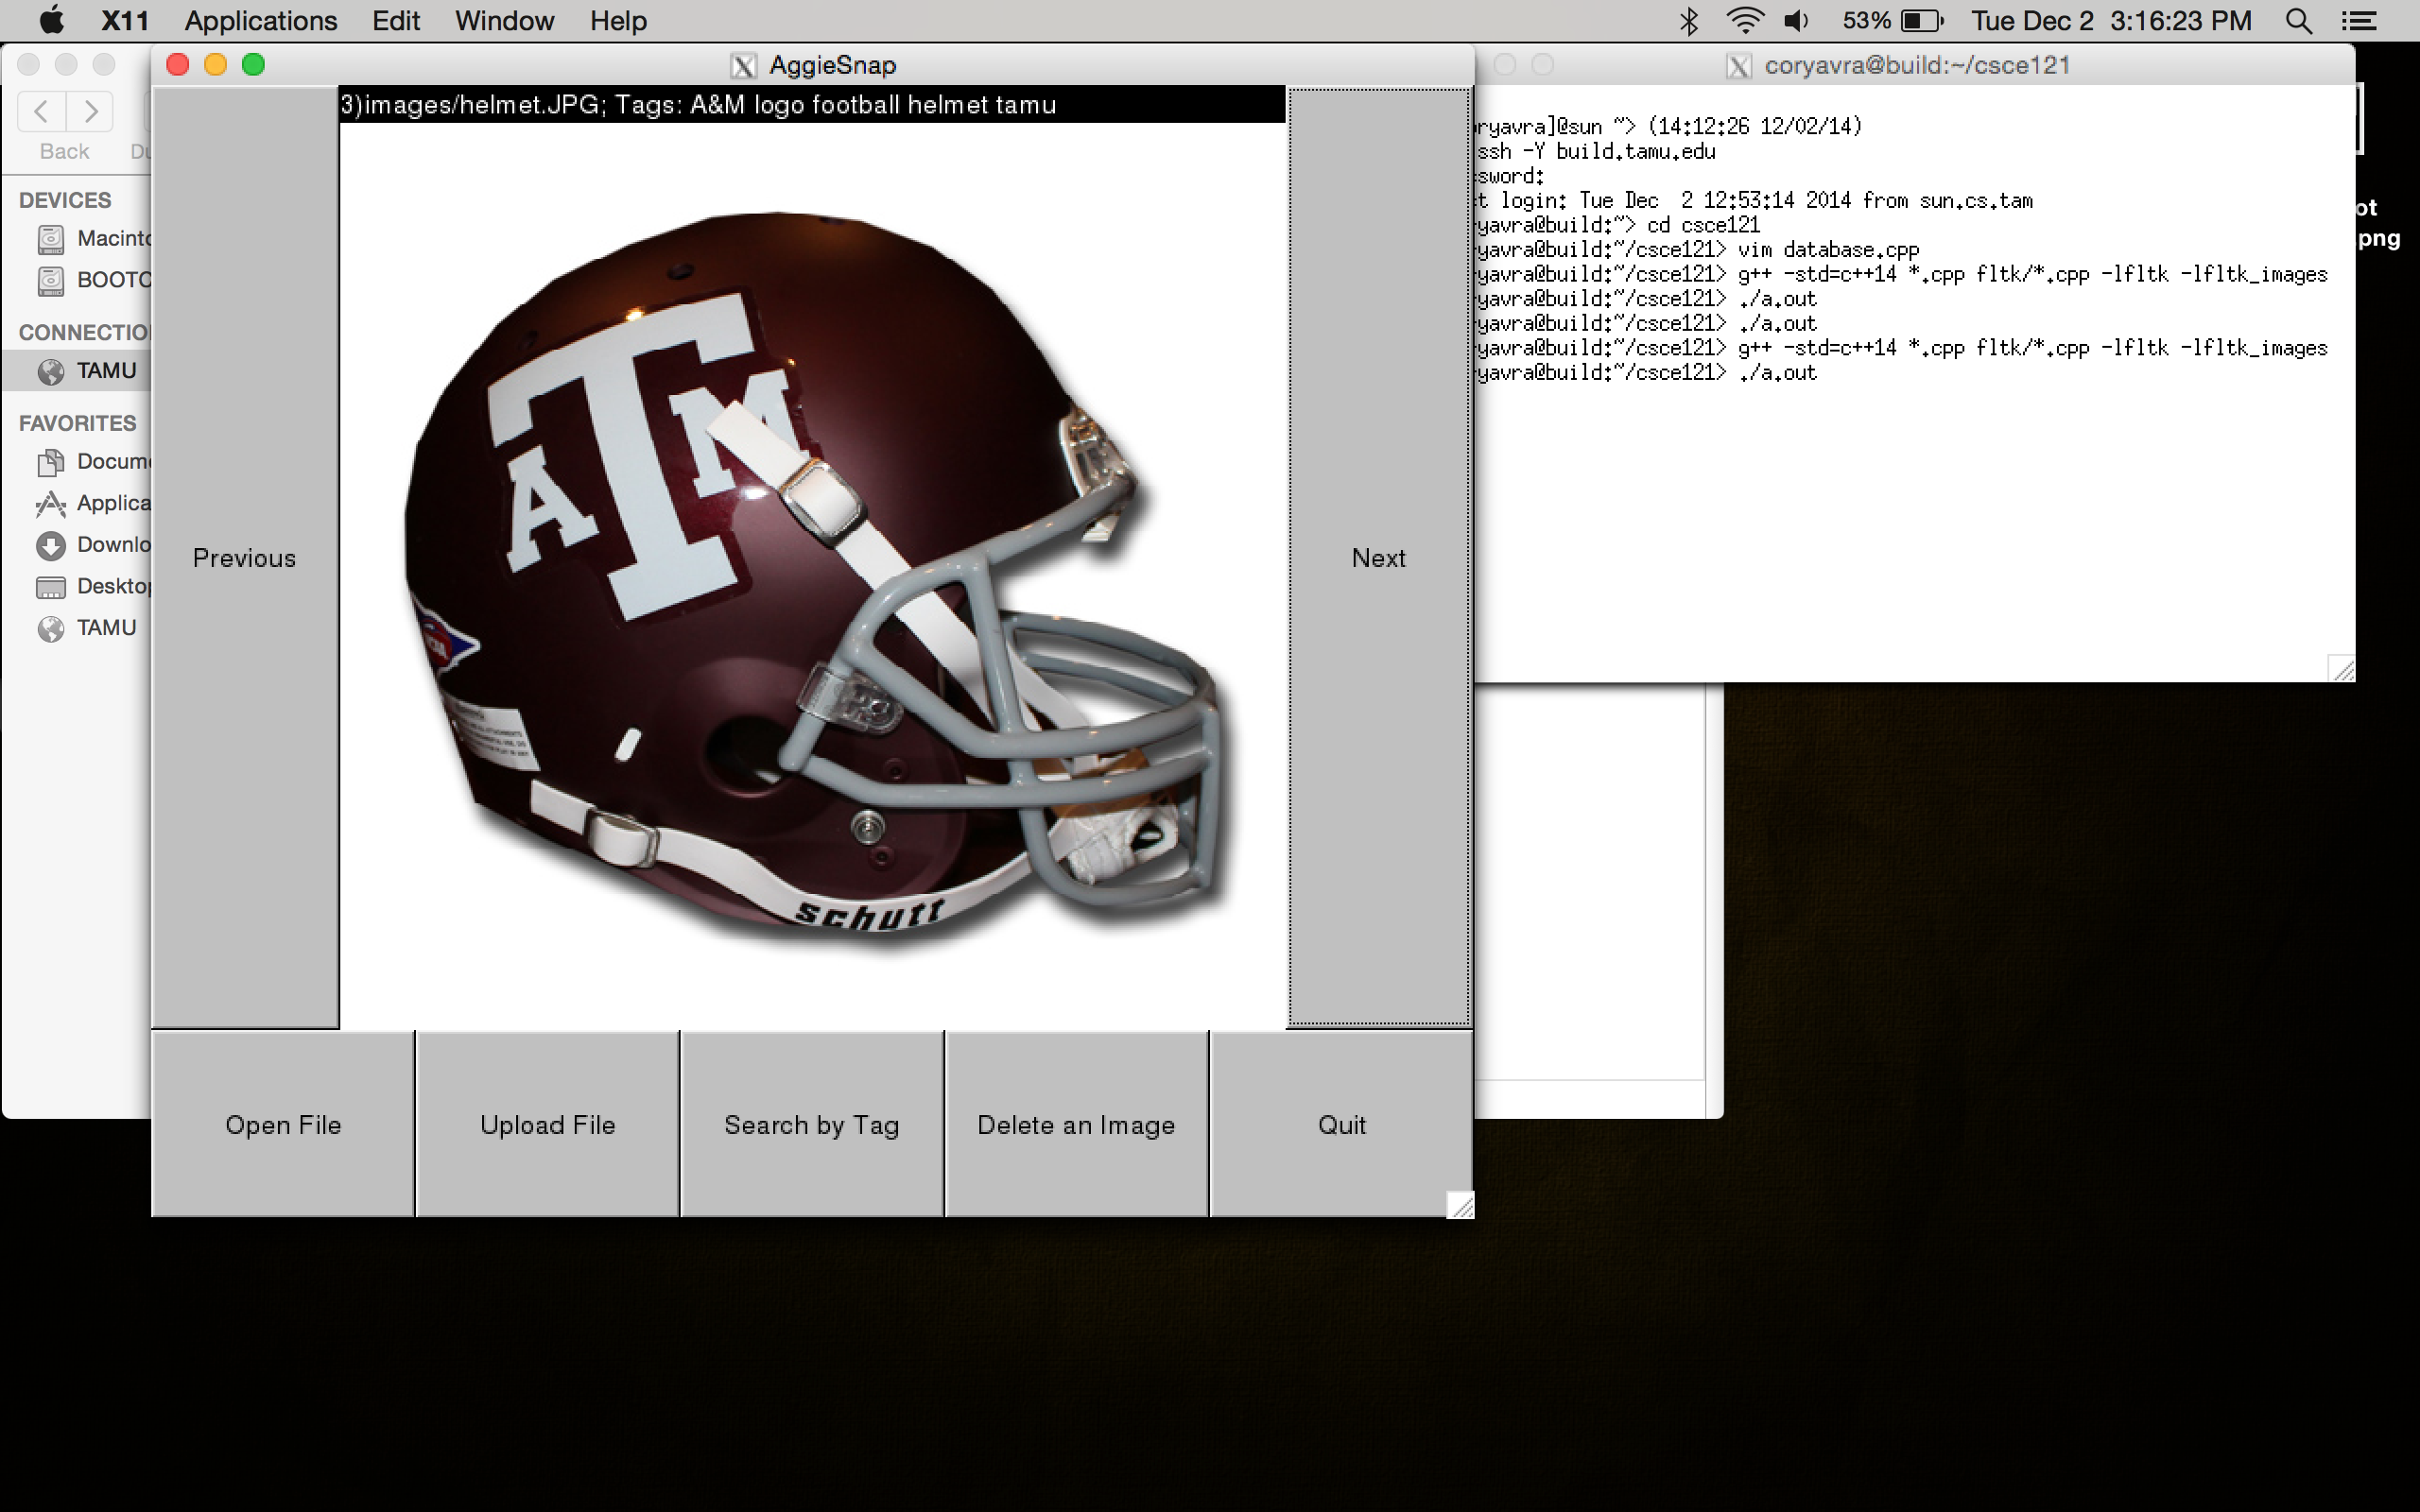 X11 Applications Edit Window Help 53% Tue Dec 2 3:16:23 PM
AggieSnap
coryavra@build:~/csce121
3)images/helmet.JPG; Tags: A&M logo football helmet tamu
Back
DEVICES
Macinto
BOOTC
CONNECTIO
TAMU
FAVORITES
Docume
Applica
Downlo
Desktop
TAMU
Previous
ATM
schutt
Next
Open File
Upload File
Search by Tag
Delete an Image
Quit
ryavra]@sun ~> (14:12:26 12/02/14)
ssh -Y build.tamu.edu
sword:
t login: Tue Dec  2 12:53:14 2014 from sun.cs.tam
ryavra@build:~> cd csce121
yavra@build:~/csce121> vim database.cpp
yavra@build:~/csce121> g++ -std=c++14 *.cpp fltk/*.cpp -lfltk -lfltk_images
yavra@build:~/csce121> ./a.out
yavra@build:~/csce121> ./a.out
yavra@build:~/csce121> g++ -std=c++14 *.cpp fltk/*.cpp -lfltk -lfltk_images
yavra@build:~/csce121> ./a.out
ot
.png